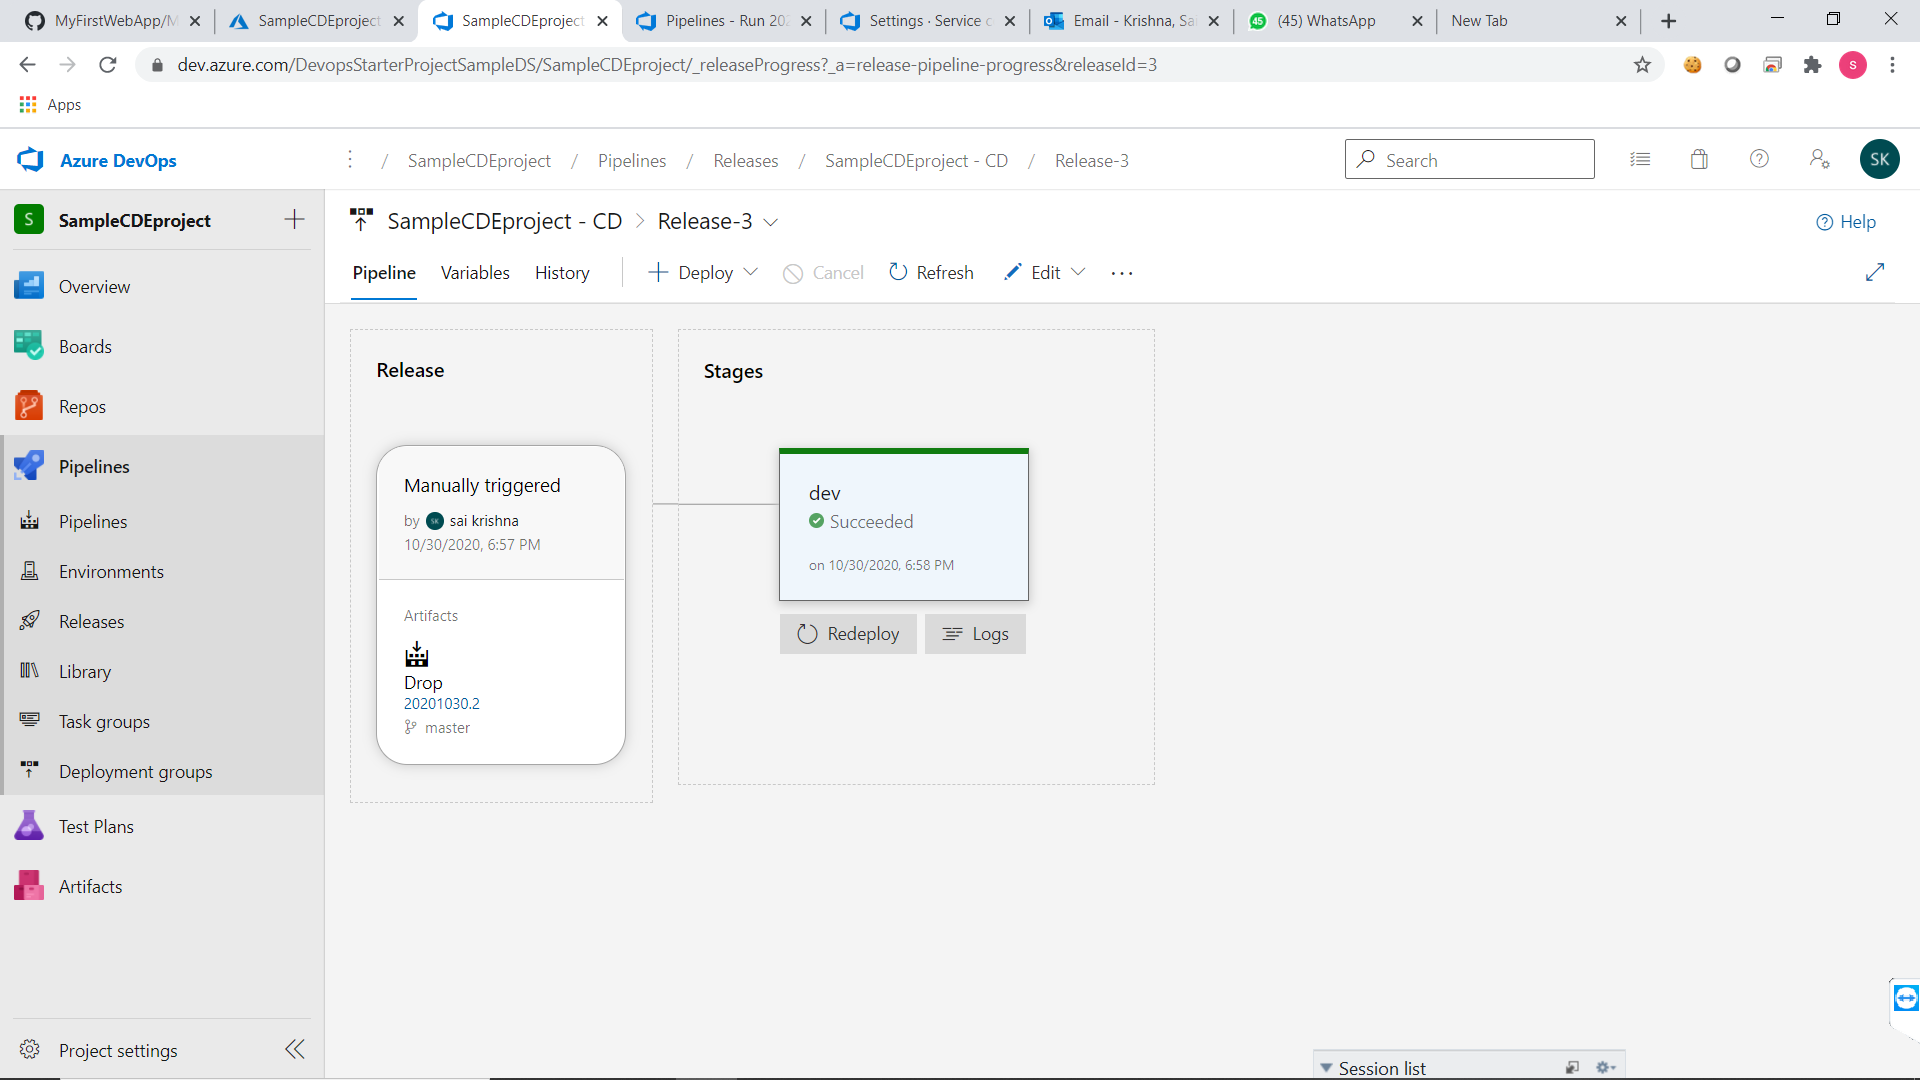 MyFirstWebApp/M
SampleCDEproject
SampleCDEproject
Pipelines - Run 202
Settings · Service c
Email - Krishna, Sai
(45) WhatsApp
New Tab
dev.azure.com/DevopsStarterProjectSampleDS/SampleCDEproject/_releaseProgress?_a=release-pipeline-progress&releaseId=3
S
Apps
Azure DevOps
/ SampleCDEproject / Pipelines / Releases / SampleCDEproject - CD / Release-3
Search
SK
S SampleCDEproject
Overview
Boards
Repos
Pipelines
Pipelines
Environments
Releases
Library
Task groups
Deployment groups
Test Plans
Artifacts
Project settings
SampleCDEproject - CD > Release-3
Help
Pipeline Variables History
Deploy Cancel Refresh Edit
Release
Manually triggered
by SK sai krishna
10/30/2020, 6:57 PM
Artifacts
Drop
20201030.2
master
Stages
dev
Succeeded
on 10/30/2020, 6:58 PM
Redeploy Logs
Session list